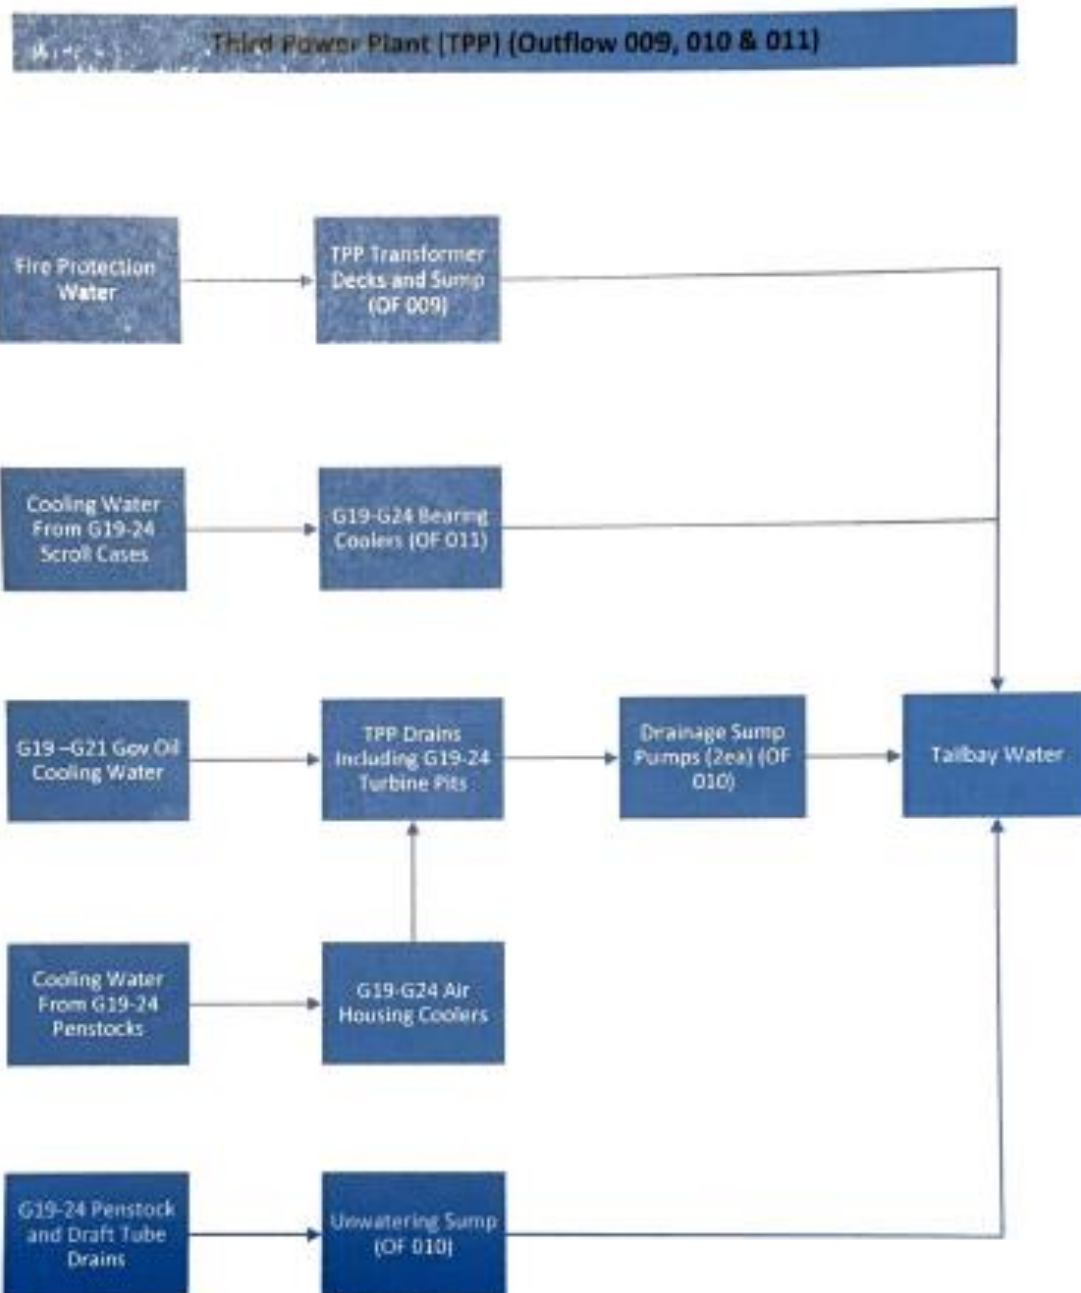 Third Power Plant (TPP) (Outflow 009, 010 & 011)
Fire Protection
Water
TPP Transformer
Decks and Sump
(OF 009)
Cooling Water
From G19-24
Scroll Cases
G19-G24 Bearing
Coolers (OF 011)
G19 –G21 Gov Oil
Cooling Water
TPP Drains
Including G19-24
Turbine Pits
Drainage Sump
Pumps (2ea) (OF
010)
Tailbay Water
Cooling Water
From G19-24
Penstocks
G19-G24 Air
Housing Coolers
G19-24 Penstock
and Draft Tube
Drains
Unwatering Sump
(OF 010)